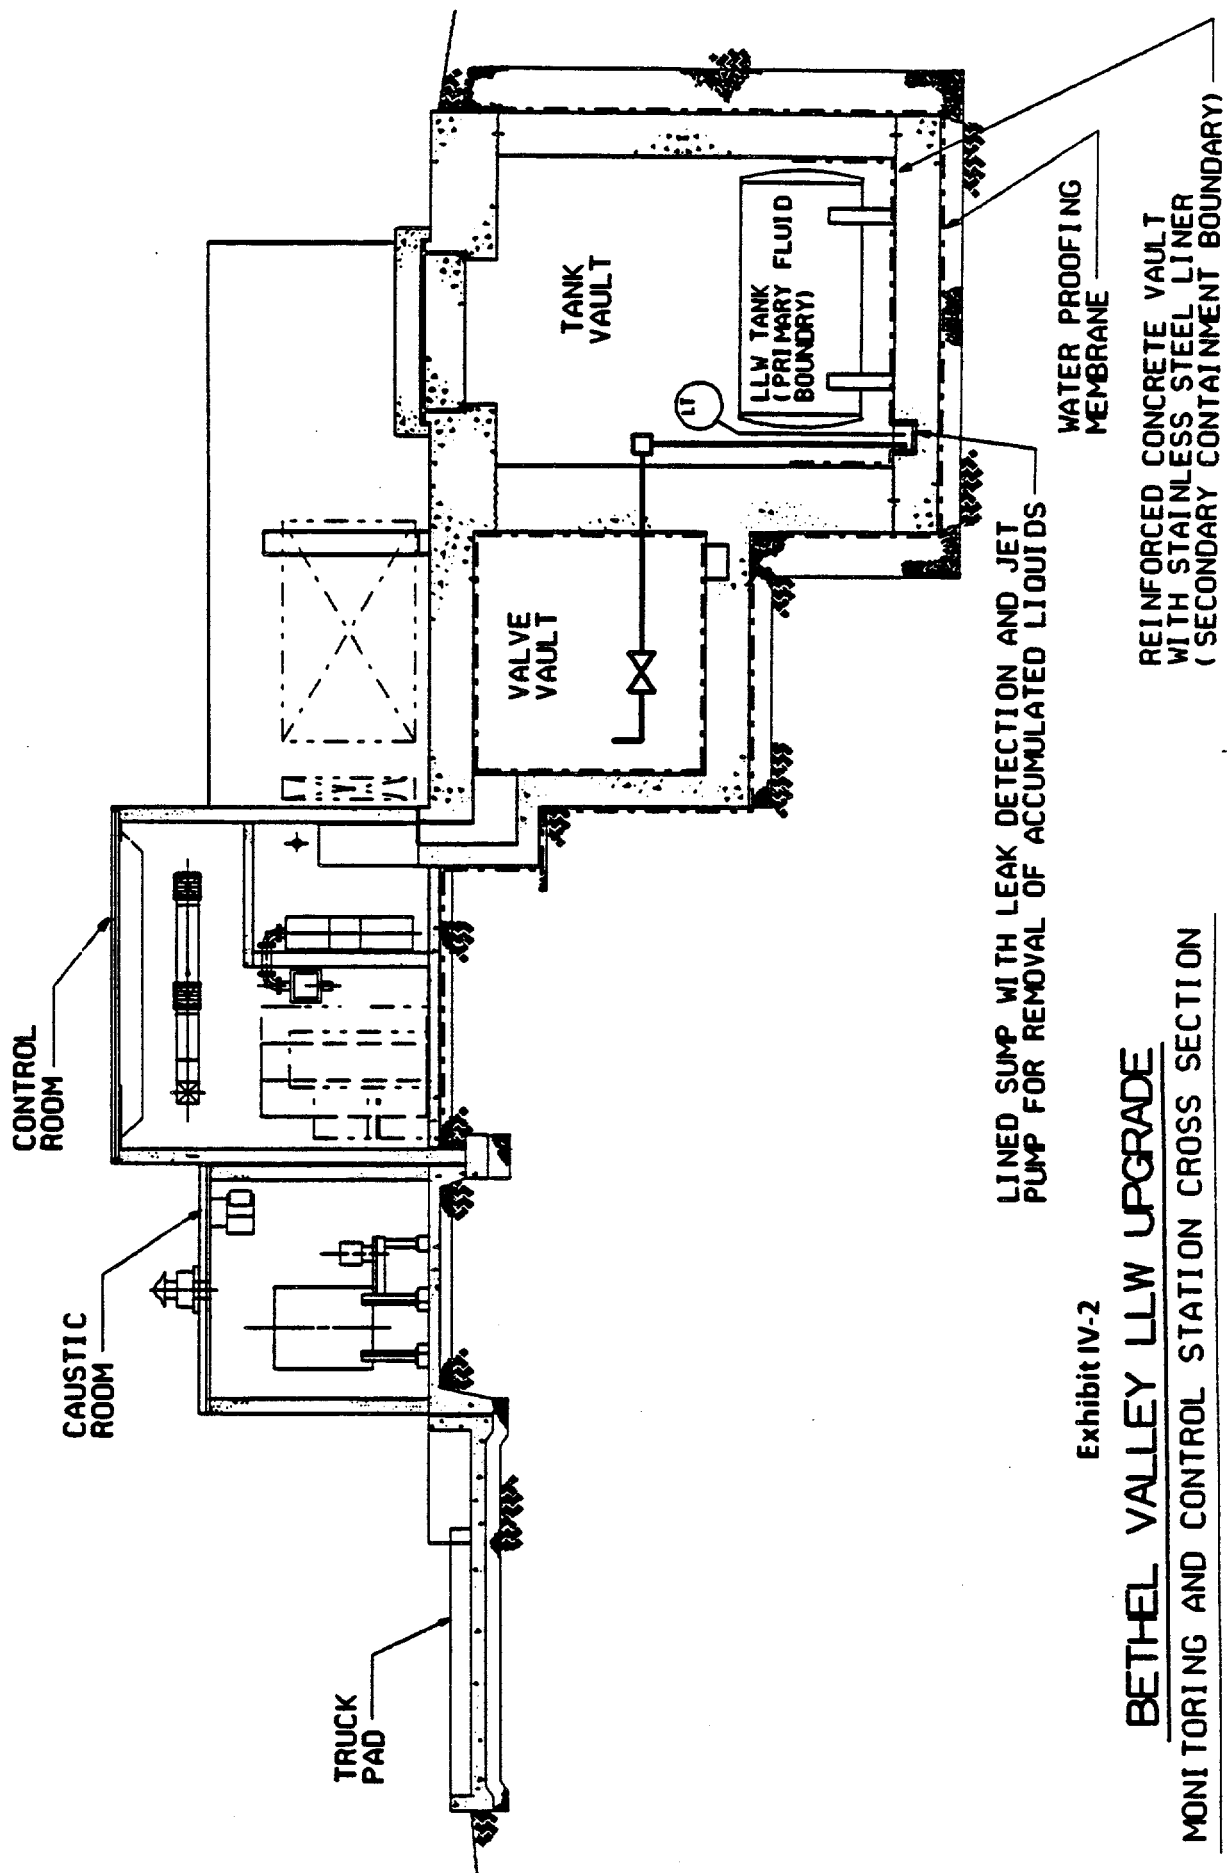 TRUCK
PAD
CAUSTIC
ROOM
CONTROL
ROOM
VALVE
VAULT
TANK
VAULT
LT
LLW TANK
(PRIMARY FLUID
BOUNDRY)
LINED SUMP WITH LEAK DETECTION AND JET
PUMP FOR REMOVAL OF ACCUMULATED LIQUIDS
WATER PROOFING
MEMBRANE
REINFORCED CONCRETE VAULT
WITH STAINLESS STEEL LINER
(SECONDARY CONTAINMENT BOUNDARY)
Exhibit IV-2
BETHEL VALLEY LLW UPGRADE
MONITORING AND CONTROL STATION CROSS SECTION